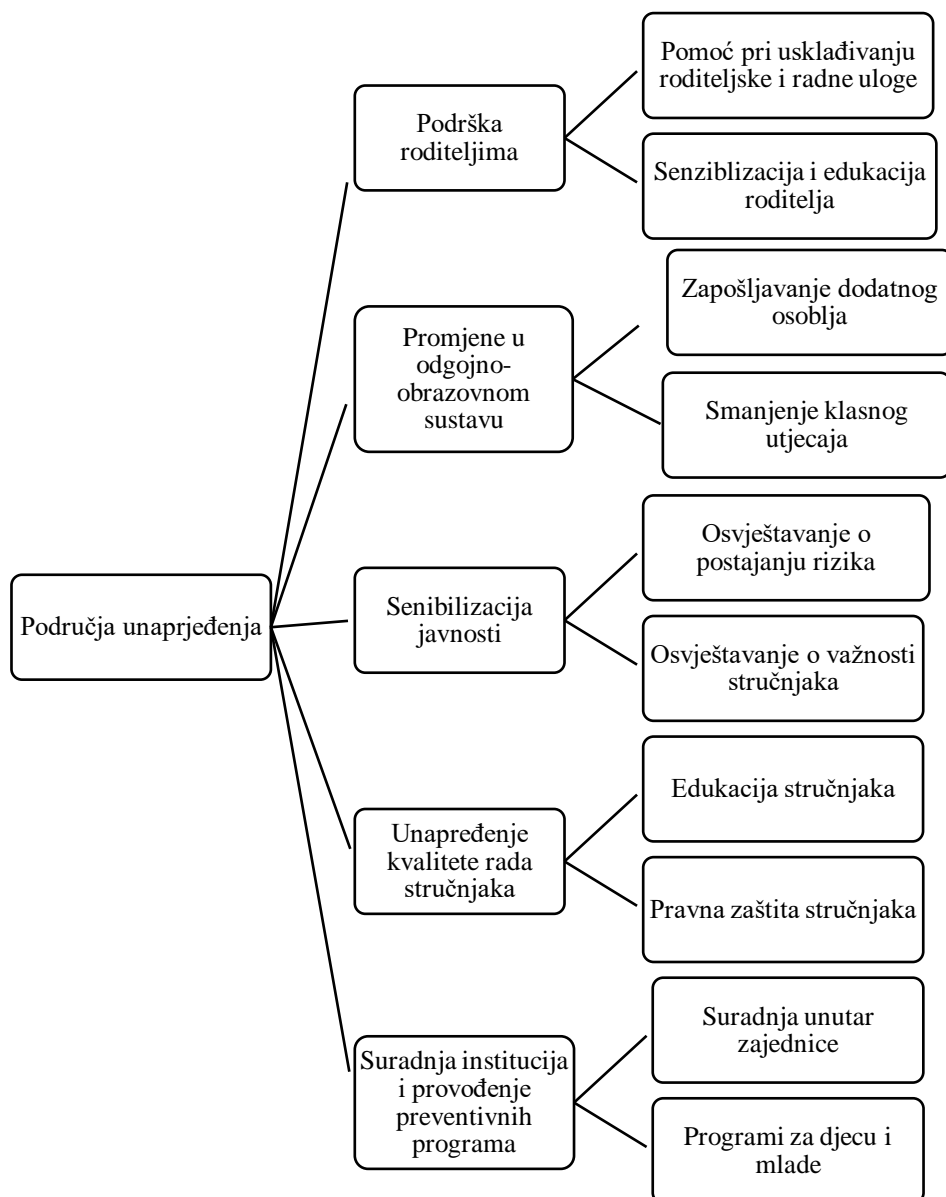 Područja unaprjeđenja
Podrška
roditeljima
Pomoć pri usklađivanju
roditeljske i radne uloge
Senziblizacija i edukacija
roditelja
Promjene u
odgojno-
obrazovnom
sustavu
Zapošljavanje dodatnog
osoblja
Smanjenje klasnog
utjecaja
Senibilizacija
javnosti
Osvještavanje o
postajanju rizika
Osvještavanje o važnosti
stručnjaka
Unapređenje
kvalitete rada
stručnjaka
Edukacija stručnjaka
Pravna zaštita stručnjaka
Suradnja institucija
i provođenje
preventivnih
programa
Suradnja unutar
zajednice
Programi za djecu i
mlade